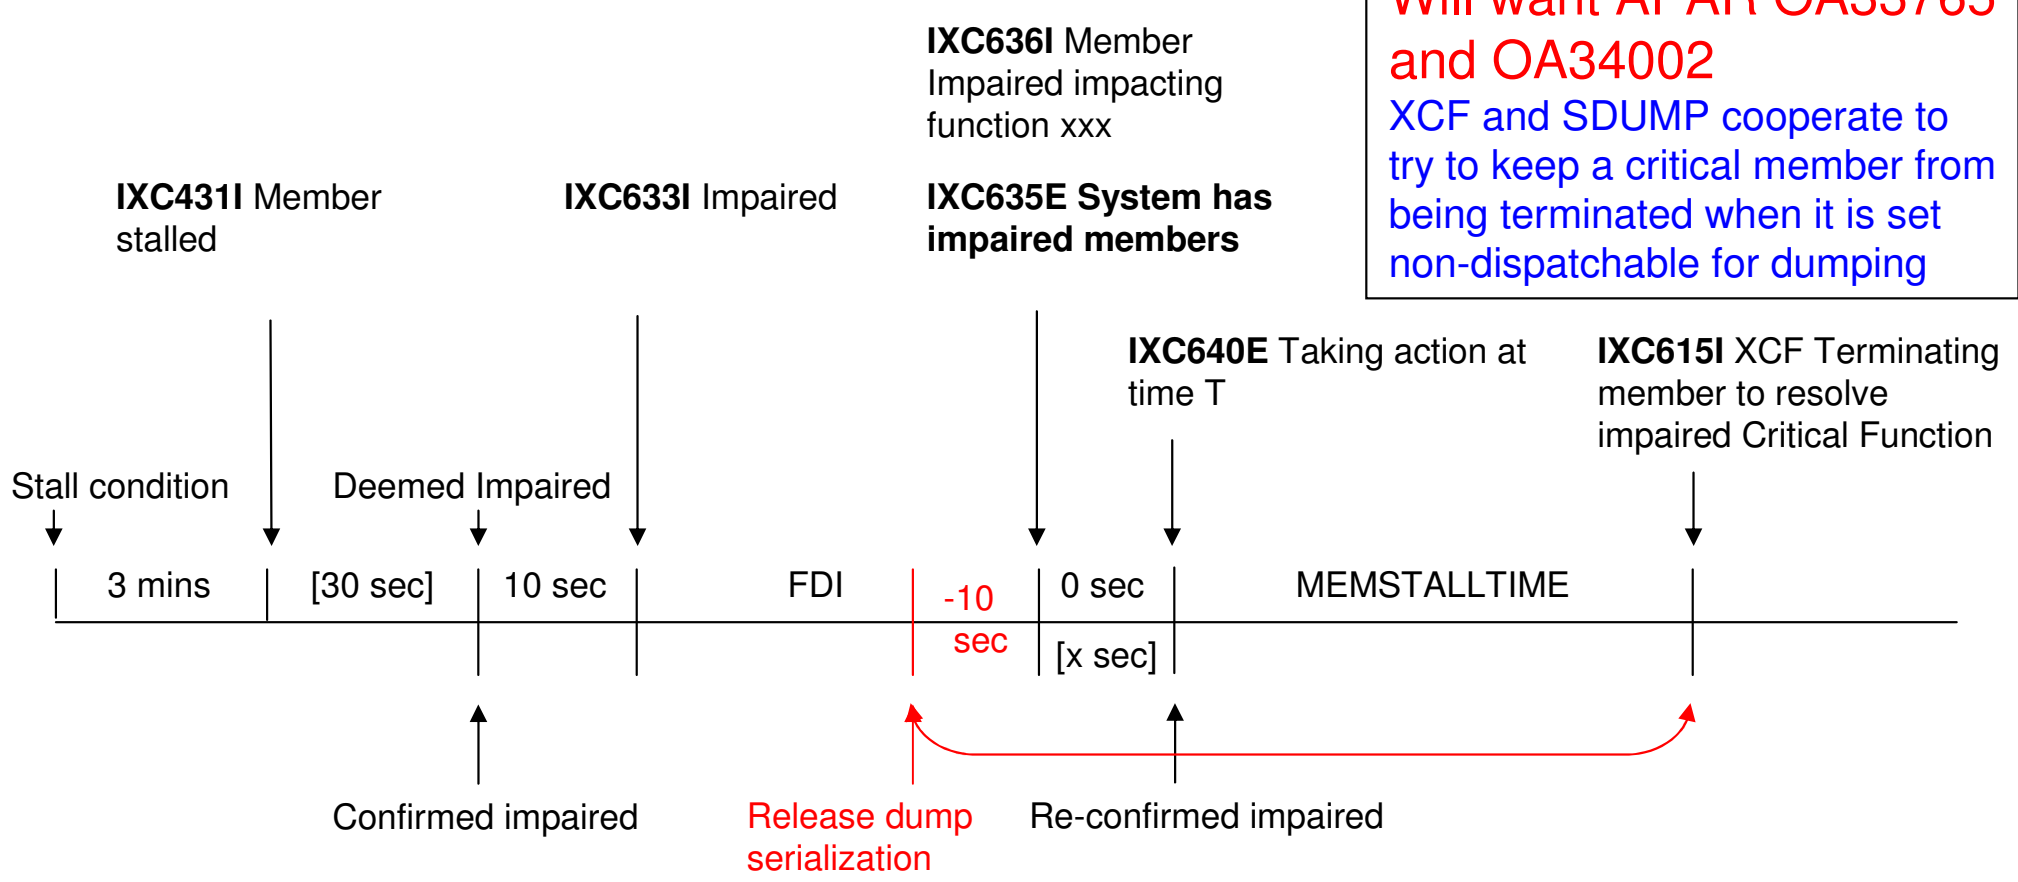 Will want APAR OA33765
and OA34002
XCF and SDUMP cooperate to
try to keep a critical member from
being terminated when it is set
non-dispatchable for dumping
IXC636I Member
Impaired impacting
function xxx
IXC431I Member
stalled
IXC633I Impaired
IXC635E System has
impaired members
IXC640E Taking action at
time T
IXC615I XCF Terminating
member to resolve
impaired Critical Function
Stall condition
Deemed Impaired
3 mins
[30 sec]
10 sec
FDI
-10
sec
0 sec
[x sec]
MEMSTALLTIME
Confirmed impaired
Release dump
serialization
Re-confirmed impaired